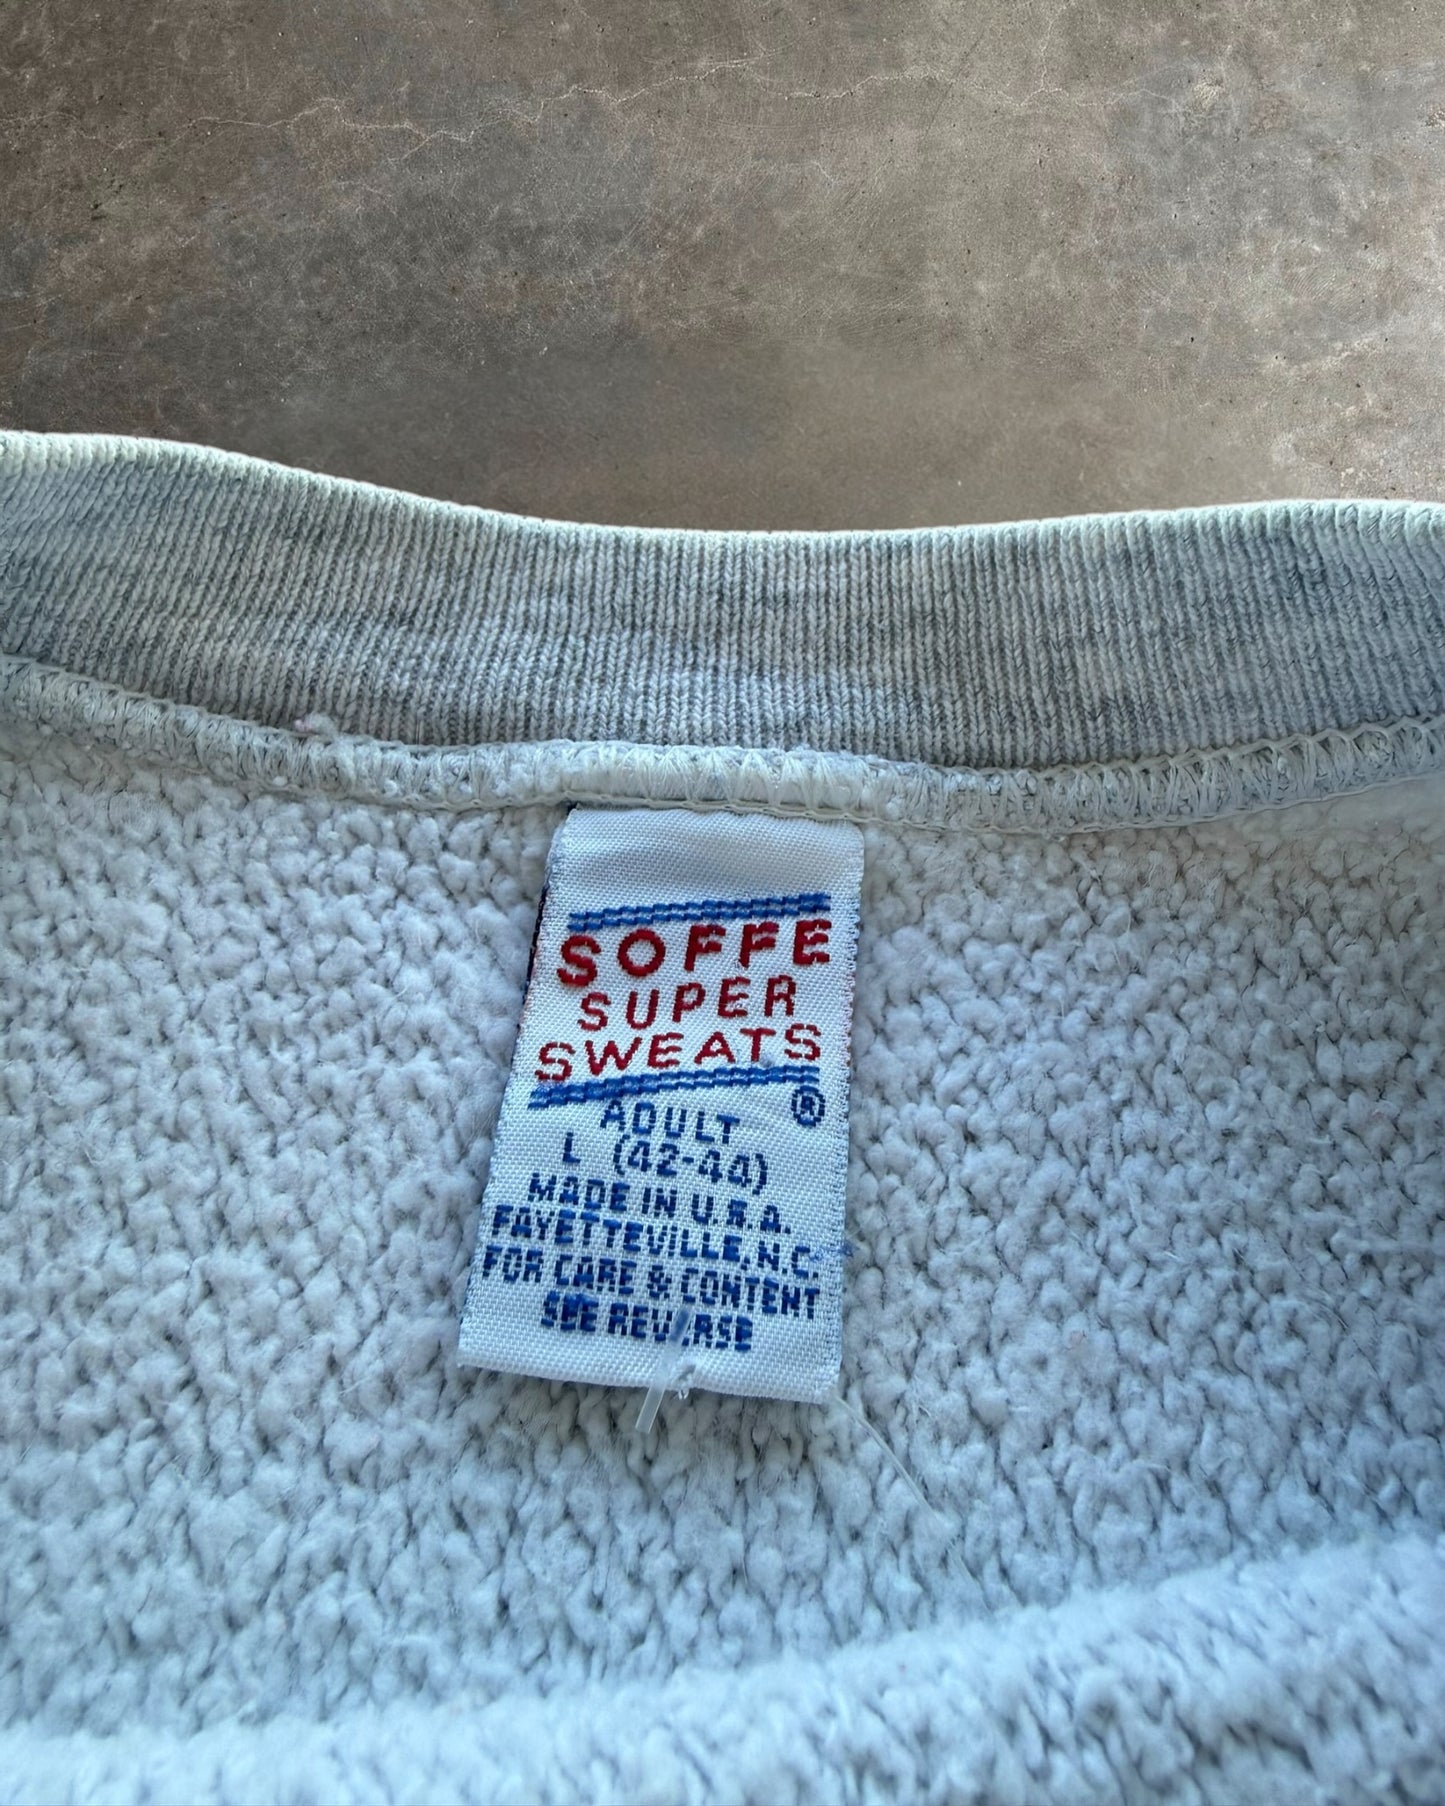 SOFFE
SUPER
SWEATS
®
ADULT
L (42-44)
MADE IN U.S.A.
FAYETTEVILLE, N.C.
FOR CARE & CONTENT
SEE REVERSE